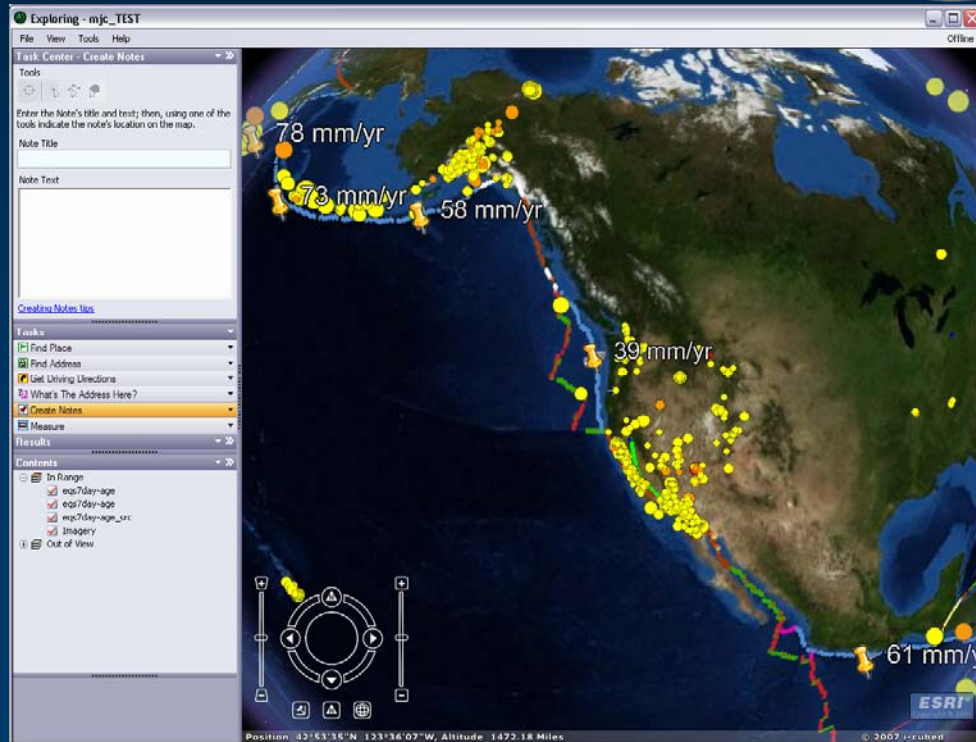 Exploring - mjc_TEST
File View Tools Help
Offline
Task Center - Create Notes
Tools
Enter the Note's title and text; then, using one of the
tools indicate the note's location on the map.
Note Title
Note Text
Creating Notes tips
Tasks
Find Place
Find Address
Get Driving Directions
What's The Address Here?
Create Notes
Measure
Results
Contents
In Range
eqs7day-age
eqs7day-age
eqs7day-age_src
Imagery
Out of View
78 mm/yr
73 mm/yr
58 mm/yr
39 mm/yr
61 mm/y
ESRI
Position 42°53'35"N 123°36'07"W, Altitude 1472.18 Miles
© 2007 i-cubed